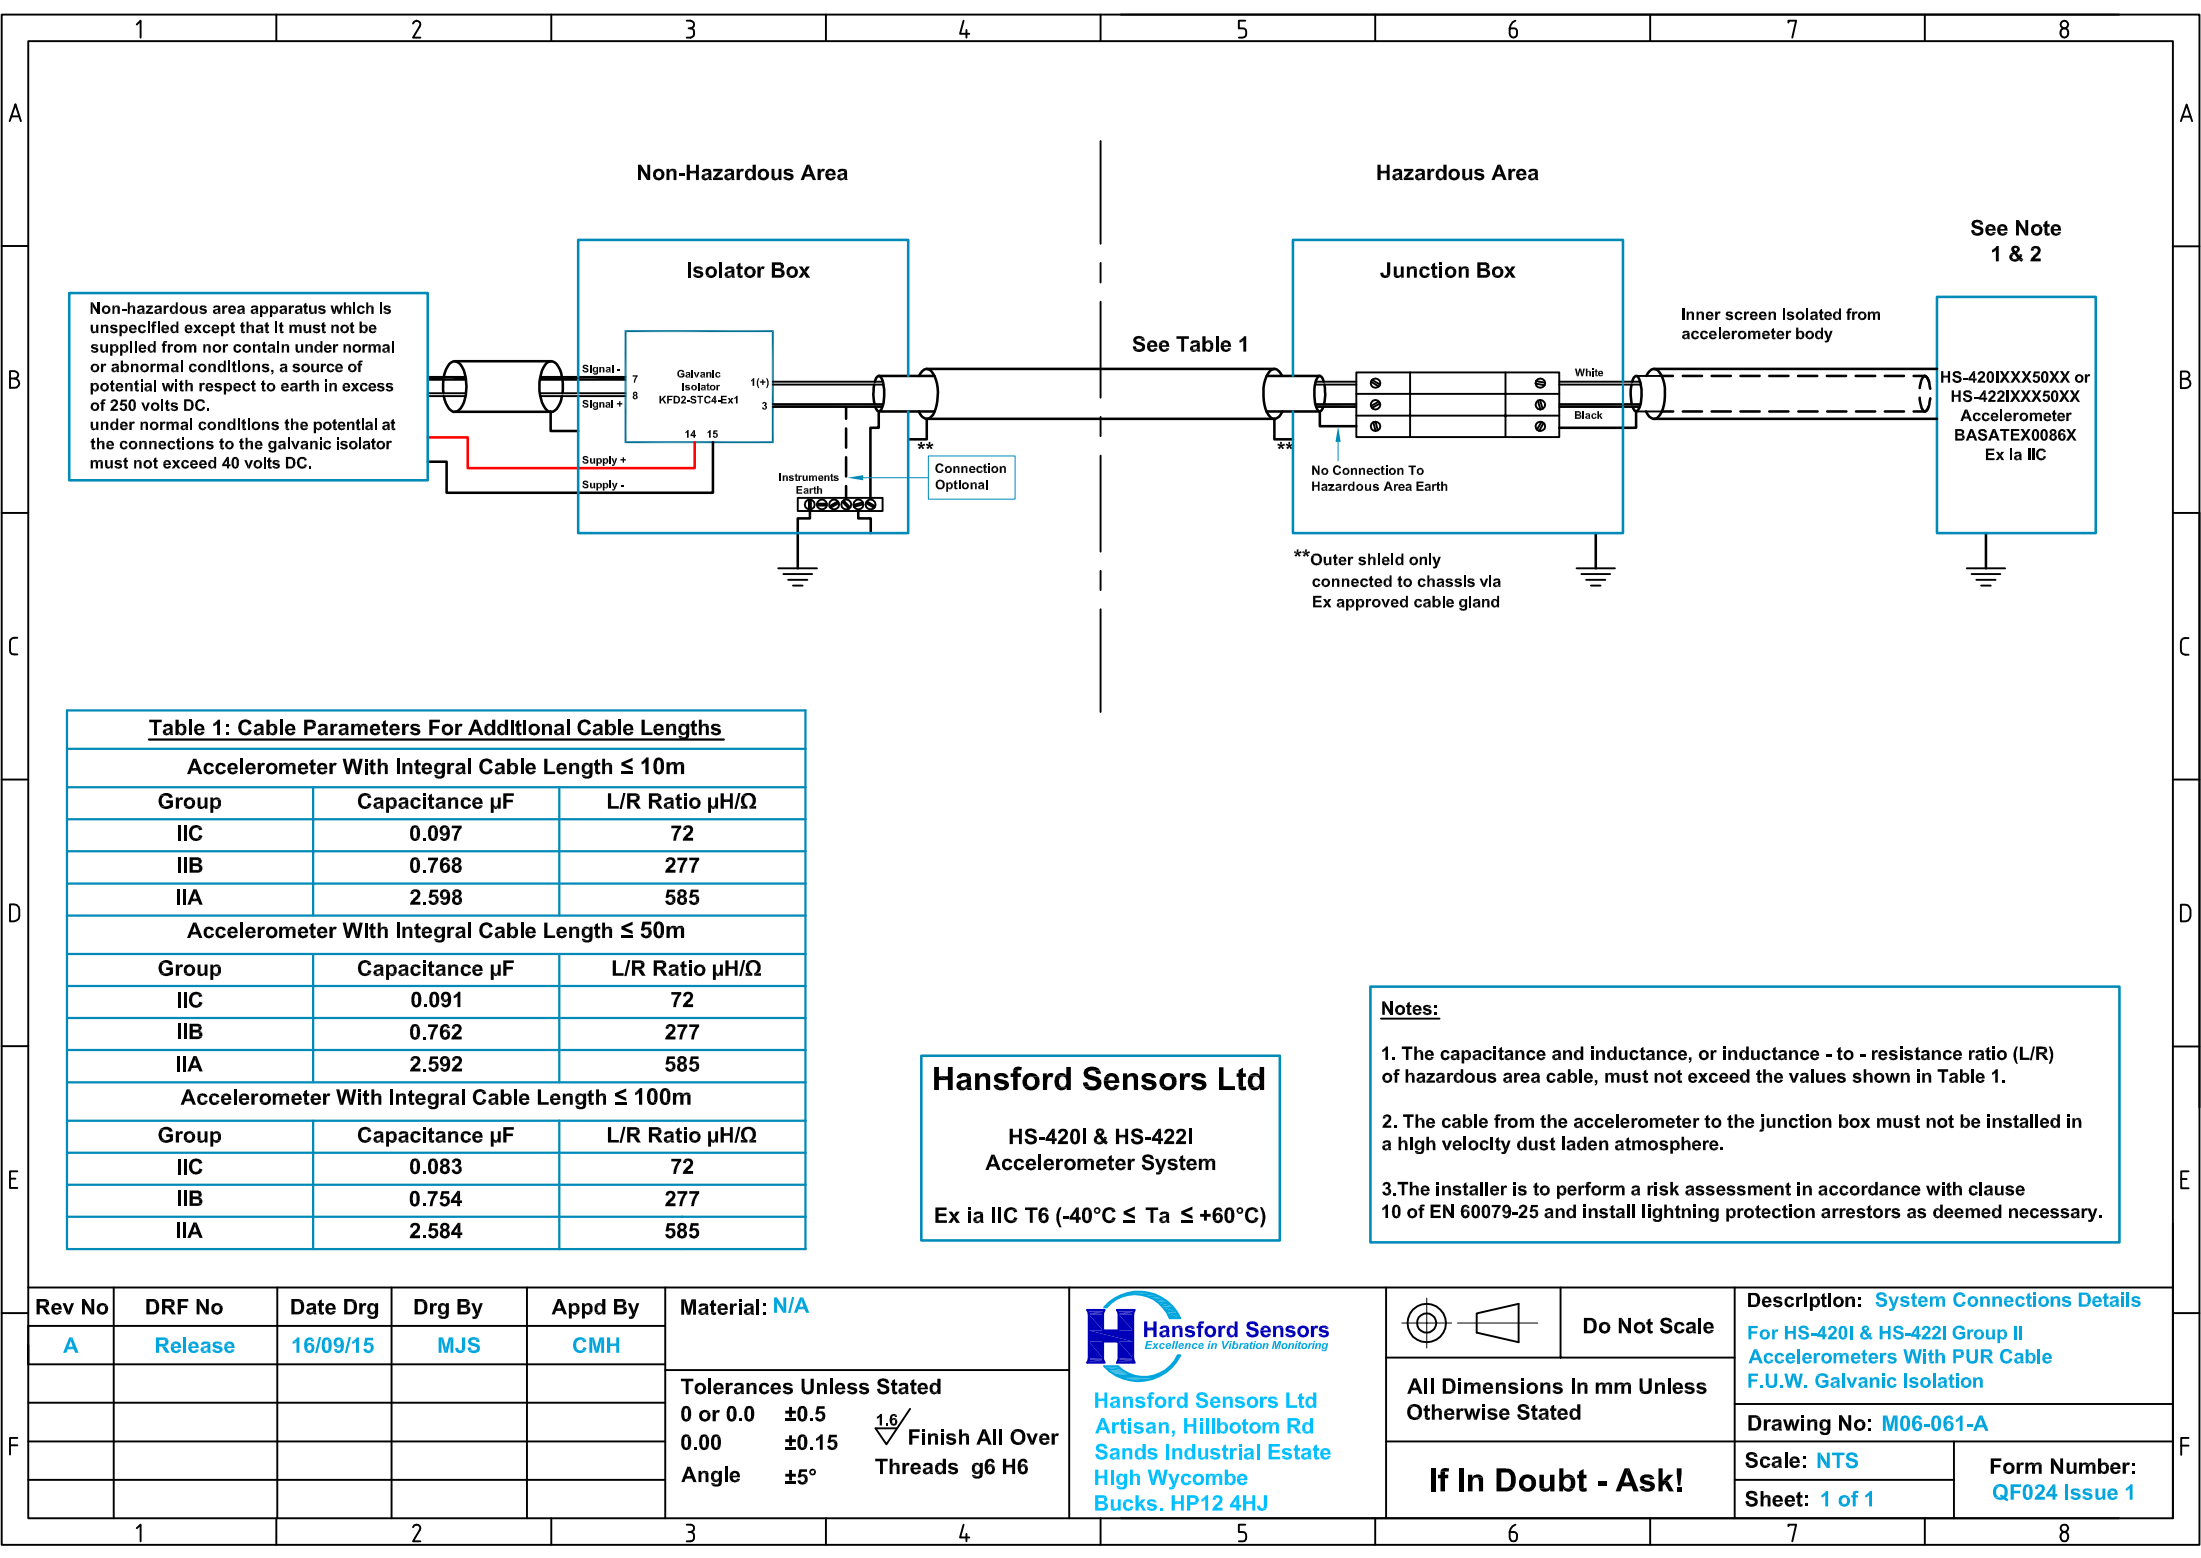 1 2 3 4 5 6 7 8
A A
B B
C C
D D
E E
F F
Non-Hazardous Area
Hazardous Area
See Note
1 & 2
Isolator Box
Junction Box
Non-hazardous area apparatus which is
unspecified except that it must not be
supplied from nor contain under normal
or abnormal conditions, a source of
potential with respect to earth in excess
of 250 volts DC.
under normal conditions the potential at
the connections to the galvanic isolator
must not exceed 40 volts DC.
Signal -
Signal +
7
8
Galvanic
Isolator
KFD2-STC4-Ex1
1(+)
3
14 15
Supply +
Supply -
Instruments
Earth
**
Connection
Optional
See Table 1
**
No Connection To
Hazardous Area Earth
White
Black
Inner screen isolated from
accelerometer body
HS-420IXXX50XX or
HS-422IXXX50XX
Accelerometer
BASATEX0086X
Ex ia IIC
**Outer shield only
connected to chassis via
Ex approved cable gland
Table 1: Cable Parameters For Additional Cable Lengths
Accelerometer With Integral Cable Length ≤ 10m
Group Capacitance µF L/R Ratio µH/Ω
IIC 0.097 72
IIB 0.768 277
IIA 2.598 585
Accelerometer With Integral Cable Length ≤ 50m
Group Capacitance µF L/R Ratio µH/Ω
IIC 0.091 72
IIB 0.762 277
IIA 2.592 585
Accelerometer With Integral Cable Length ≤ 100m
Group Capacitance µF L/R Ratio µH/Ω
IIC 0.083 72
IIB 0.754 277
IIA 2.584 585
Hansford Sensors Ltd
HS-420I & HS-422I
Accelerometer System
Ex ia IIC T6 (-40°C ≤ Ta ≤ +60°C)
Notes:
1. The capacitance and inductance, or inductance - to - resistance ratio (L/R)
of hazardous area cable, must not exceed the values shown in Table 1.
2. The cable from the accelerometer to the junction box must not be installed in
a high velocity dust laden atmosphere.
3.The installer is to perform a risk assessment in accordance with clause
10 of EN 60079-25 and install lightning protection arrestors as deemed necessary.
Rev No DRF No Date Drg Drg By Appd By
A Release 16/09/15 MJS CMH
Material: N/A
Tolerances Unless Stated
0 or 0.0 ±0.5
0.00 ±0.15
Angle ±5°
1.6
Finish All Over
Threads g6 H6
H
Hansford Sensors
Excellence in Vibration Monitoring
Hansford Sensors Ltd
Artisan, Hillbotom Rd
Sands Industrial Estate
High Wycombe
Bucks. HP12 4HJ
Do Not Scale
All Dimensions In mm Unless
Otherwise Stated
If In Doubt - Ask!
Description: System Connections Details
For HS-420I & HS-422I Group II
Accelerometers With PUR Cable
F.U.W. Galvanic Isolation
Drawing No: M06-061-A
Scale: NTS
Sheet: 1 of 1
Form Number:
QF024 Issue 1
1 2 3 4 5 6 7 8